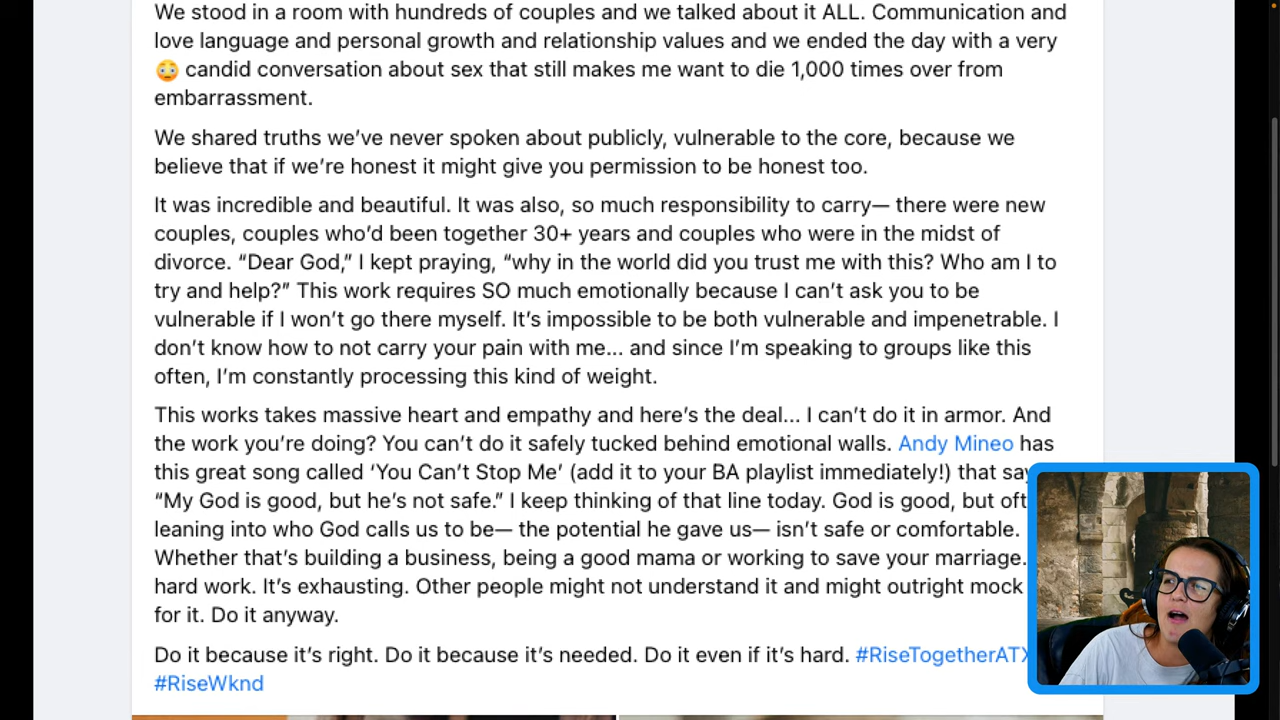 We stood in a room with hundreds of couples and we talked about it ALL. Communication and
love language and personal growth and relationship values and we ended the day with a very
😳 candid conversation about sex that still makes me want to die 1,000 times over from
embarrassment.
We shared truths we’ve never spoken about publicly, vulnerable to the core, because we
believe that if we’re honest it might give you permission to be honest too.
It was incredible and beautiful. It was also, so much responsibility to carry— there were new
couples, couples who’d been together 30+ years and couples who were in the midst of
divorce. “Dear God,” I kept praying, “why in the world did you trust me with this? Who am I to
try and help?” This work requires SO much emotionally because I can’t ask you to be
vulnerable if I won’t go there myself. It’s impossible to be both vulnerable and impenetrable. I
don’t know how to not carry your pain with me... and since I’m speaking to groups like this
often, I’m constantly processing this kind of weight.
This works takes massive heart and empathy and here’s the deal... I can’t do it in armor. And
the work you’re doing? You can’t do it safely tucked behind emotional walls. Andy Mineo has
this great song called ‘You Can’t Stop Me’ (add it to your BA playlist immediately!) that
“My God is good, but he’s not safe.” I keep thinking of that line today. God is good, but
leaning into who God calls us to be— the potential he gave us— isn’t safe or comfortable.
Whether that’s building a business, being a good mama or working to save your marriage.
hard work. It’s exhausting. Other people might not understand it and might outright mock
for it. Do it anyway.
Do it because it’s right. Do it because it’s needed. Do it even if it’s hard. #RiseTogetherATX
#RiseWknd